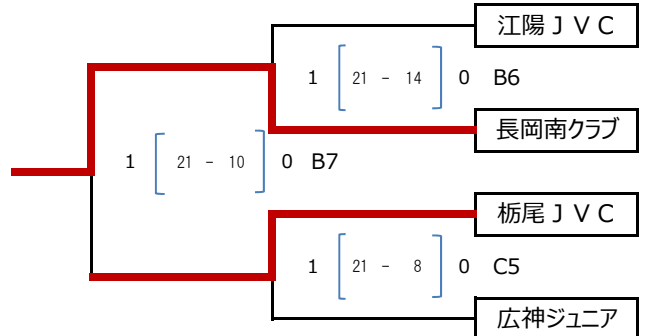 江陽ＪＶＣ
1 21 - 14 0 B6
長岡南クラブ
1 21 - 10 0 B7
栃尾ＪＶＣ
1 21 - 8 0 C5
広神ジュニア